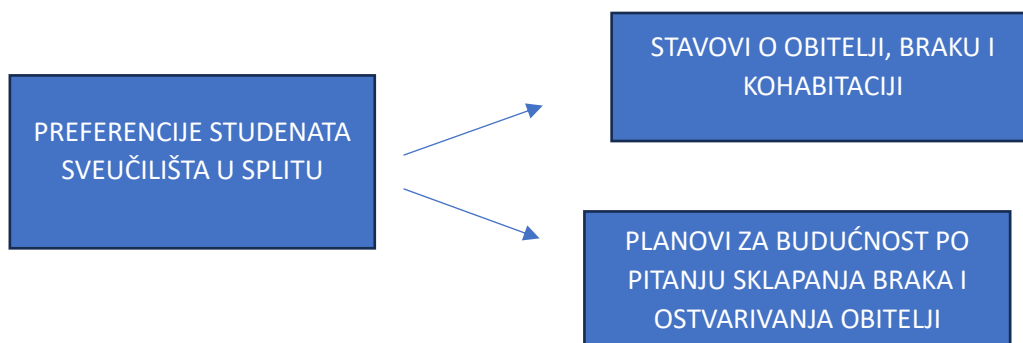 PREFERENCIJE STUDENATA
SVEUČILIŠTA U SPLITU
STAVOVI O OBITELJI, BRAKU I
KOHABITACIJI
PLANOVI ZA BUDUĆNOST PO
PITANJU SKLAPANJA BRAKA I
OSTVARIVANJA OBITELJI